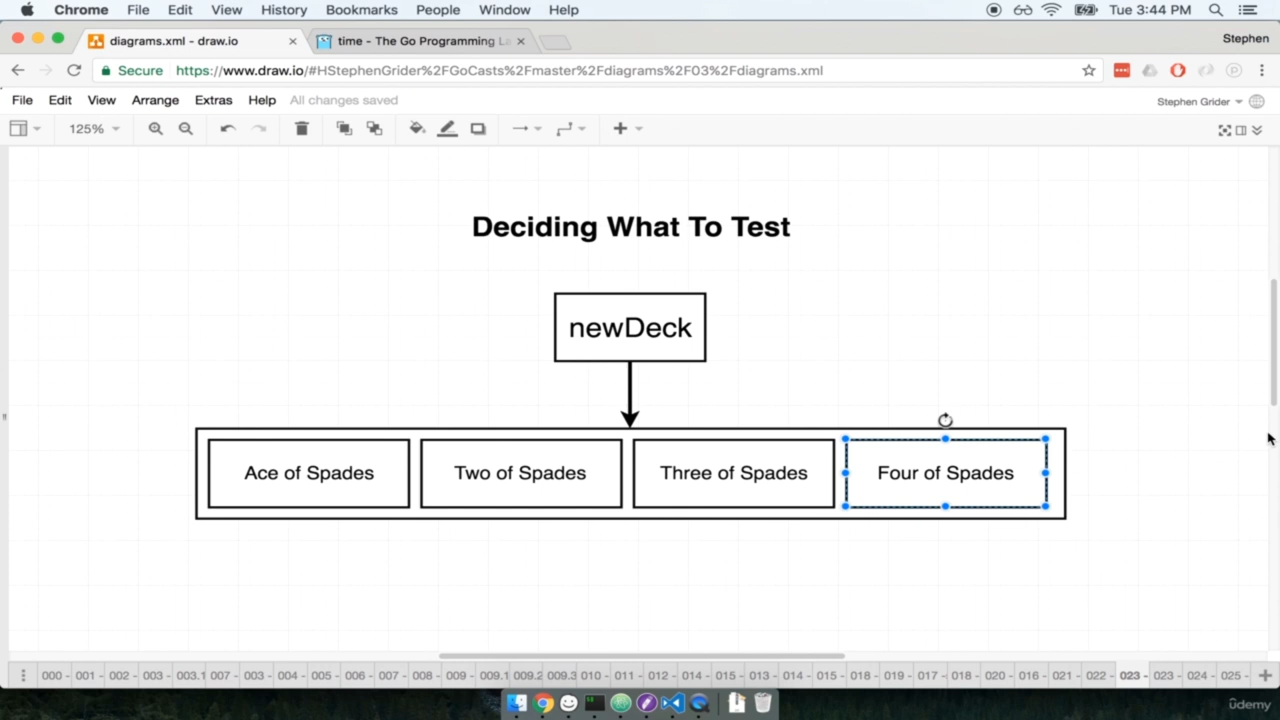 Chrome File Edit View History Bookmarks People Window Help Tue 3:44 PM
diagrams.xml - draw.io time - The Go Programming La Stephen
Secure https://www.draw.io/#HStephenGrider%2FGoCasts%2Fmaster%2Fdiagrams%2F03%2Fdiagrams.xml
File Edit View Arrange Extras Help All changes saved Stephen Grider
125%
Deciding What To Test
newDeck
Ace of Spades Two of Spades Three of Spades Four of Spades
000 - 001 - 002 - 003 - 003.1 007 - 003 - 004 - 005 - 006 - 007 - 008 - 009 - 009.1 009.2 009.3 010 - 011 - 012 - 014 - 015 - 013 - 014 - 015 - 018 - 019 - 017 - 018 - 020 - 016 - 022 - 023 - 023 - 024 - 025 -
ûdemy